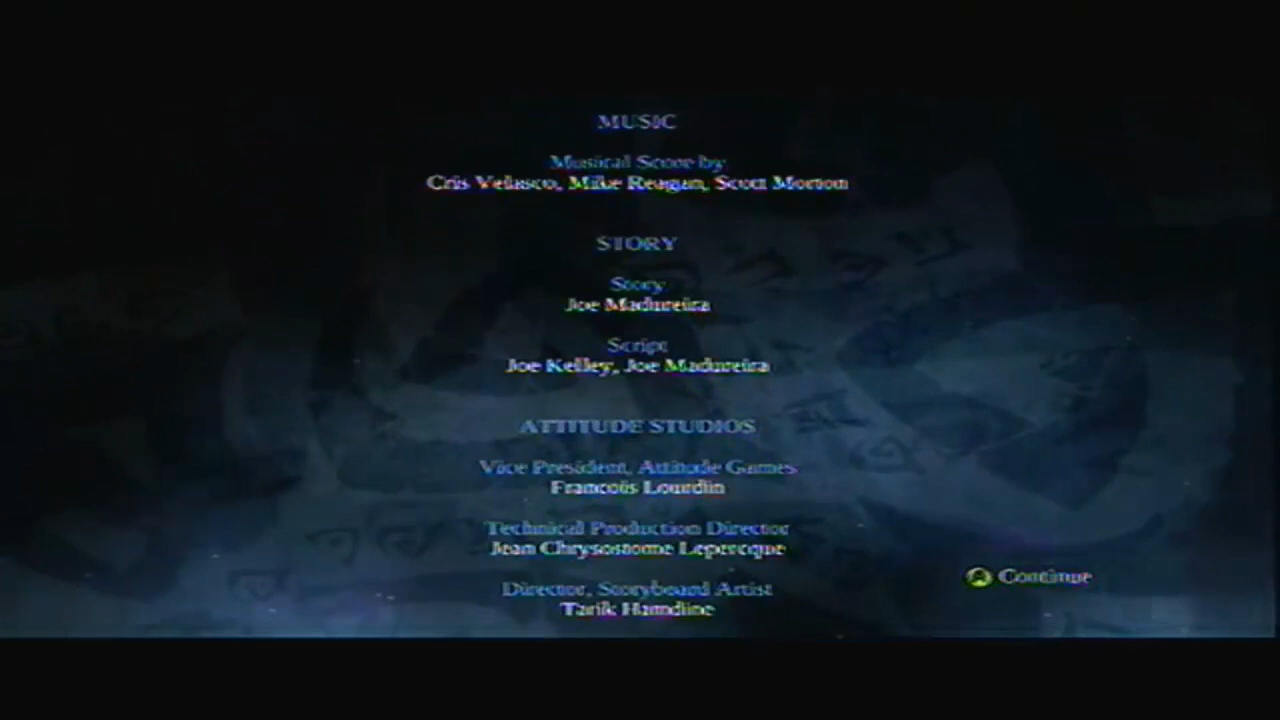 MUSIC
Musical Score by
Cris Velasco, Mike Reagan, Scott Morton
STORY
Story
Joe Madureira
Script
Joe Kelley, Joe Madureira
ATTITUDE STUDIOS
Vice President, Attitude Games
Francois Lourdin
Technical Production Director
Jean Chrysostome Lepercque
Director, Storyboard Artist
Tarik Hamdine
A Continue